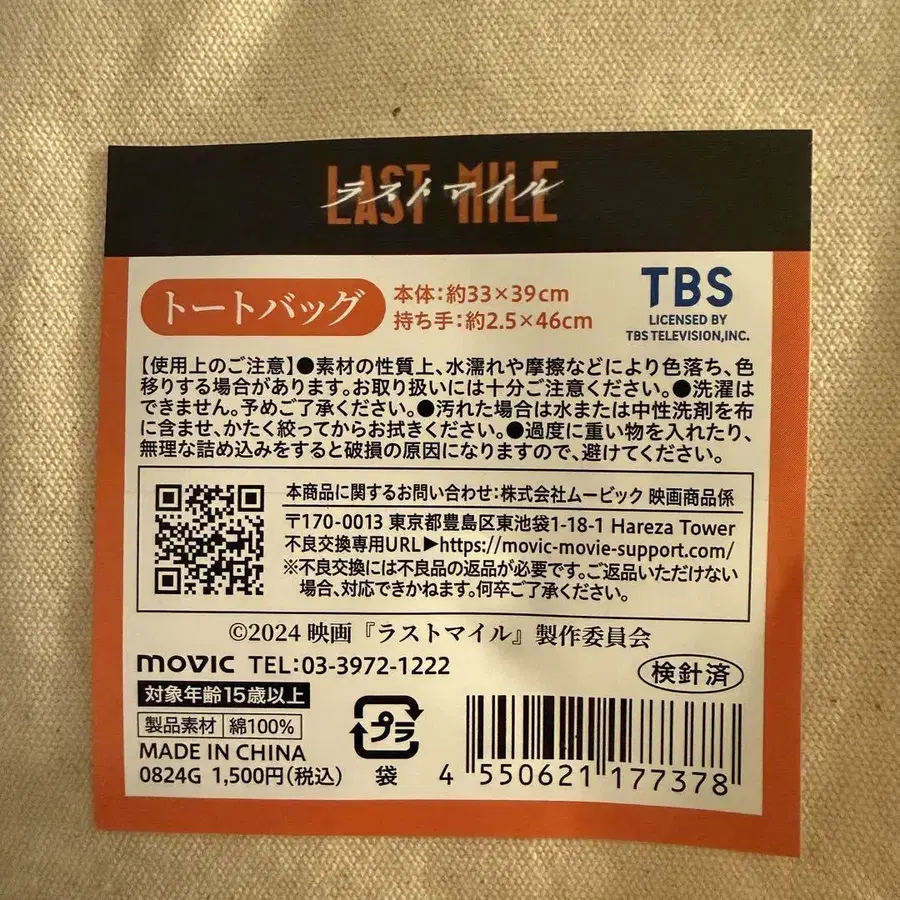 LAST MILE
ラストマイル
トートバッグ
本体：約33×39cm
持ち手：約2.5×46cm
TBS
LICENSED BY
TBS TELEVISION,INC.
【使用上のご注意】●素材の性質上、水濡れや摩擦などにより色落ち、色
移りする場合があります。お取り扱いには十分ご注意ください。●洗濯は
できません。予めご了承ください。●汚れた場合は水または中性洗剤を布
に含ませ、かたく絞ってからお拭きください。●過度に重い物を入れたり、
無理な詰め込みをすると破損の原因になりますので、避けてください。
本商品に関するお問い合わせ：株式会社ムービック 映画商品係
〒170-0013 東京都豊島区東池袋1-18-1 Hareza Tower
不良交換専用URL▶https://movic-movie-support.com/
※不良交換には不良品の返品が必要です。ご返品いただけない
場合、対応できかねます。何卒ご了承ください。
©2024 映画『ラストマイル』製作委員会
movic TEL：03-3972-1222
検針済
対象年齢15歳以上
製品素材 綿100%
MADE IN CHINA
0824G 1,500円（税込）
プラ
袋
4 550621 177378